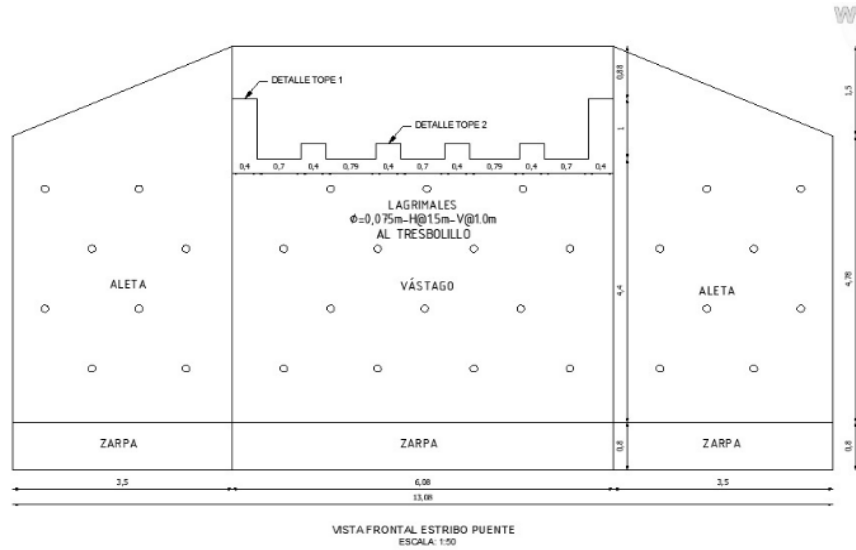 W
DETALLE TOPE 1
0,88
1,5
1
DETALLE TOPE 2
0,4 0,7 0,4 0,79 0,4 0,7 0,4 0,79 0,4 0,7 0,4
LAGRIMALES
Ø=0,075m-H@1.5m-V@1.0m
AL TRESBOLILLO
ALETA
VÁSTAGO
ALETA
4,4
4,78
ZARPA
ZARPA
ZARPA
0,8
0,8
3,5
6,08
3,5
13,08
VISTA FRONTAL ESTRIBO PUENTE
ESCALA: 1:50